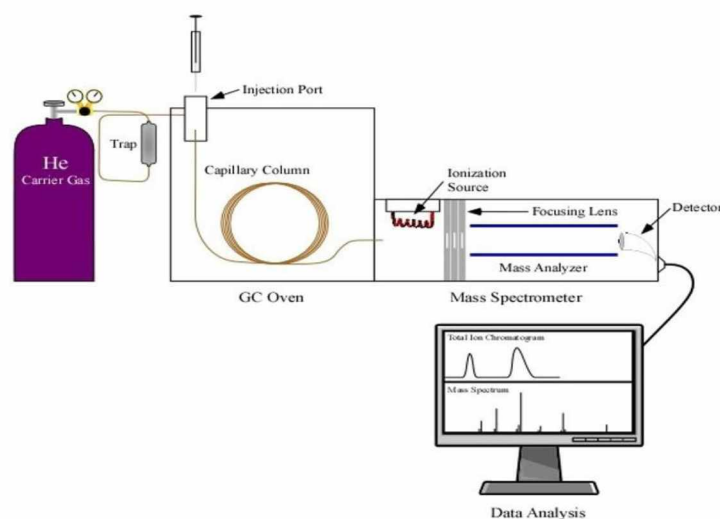 Injection Port
He
Carrier Gas
Trap
Capillary Column
Ionization
Source
Focusing Lens
Detector
Mass Analyzer
GC Oven
Mass Spectrometer
Total Ion Chromatogram
Mass Spectrum
Data Analysis